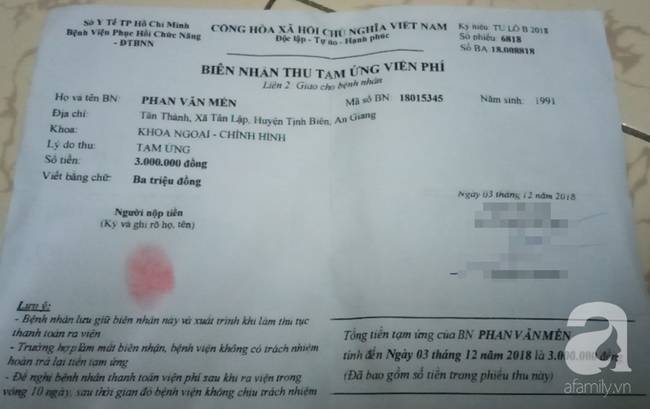 Sở Y Tế TP Hồ Chí Minh
Bệnh Viện Phục Hồi Chức Năng
- ĐTBNN
CỘNG HÒA XÃ HỘI CHỦ NGHĨA VIỆT NAM
Độc lập - Tự do - Hạnh phúc
Ký hiệu: TU LÔ B 2018
Số phiếu: 6818
Số BA: 18.008818
BIÊN NHẬN THU TẠM ỨNG VIỆN PHÍ
Liên 2 Giao cho bệnh nhân
Họ và tên BN: PHAN VĂN MÉN Mã số BN: 18015345 Năm sinh: 1991
Địa chỉ: Tân Thành, Xã Tân Lập, Huyện Tịnh Biên, An Giang
Khoa: KHOA NGOẠI - CHỈNH HÌNH
Lý do thu: TẠM ỨNG
Số tiền: 3.000.000 đồng
Viết bằng chữ: Ba triệu đồng
Ngày 03 tháng 12 năm 2018
Người nộp tiền
(Ký và ghi rõ họ, tên)
Lưu ý:
- Bệnh nhân lưu giữ biên nhận này và xuất trình khi làm thủ tục
thanh toán ra viện
- Trường hợp làm mất biên nhận, bệnh viện không có trách nhiệm
hoàn trả lại tiền tạm ứng
- Đề nghị bệnh nhân thanh toán viện phí sau khi ra viện trong
vòng 10 ngày, sau thời gian đó bệnh viện không chịu trách nhiệm
Tổng tiền tạm ứng của BN PHAN VĂN MÉN
tính đến Ngày 03 tháng 12 năm 2018 là 3.000.000 đồng
(Đã bao gồm số tiền trong phiếu thu này)
a
afamily.vn